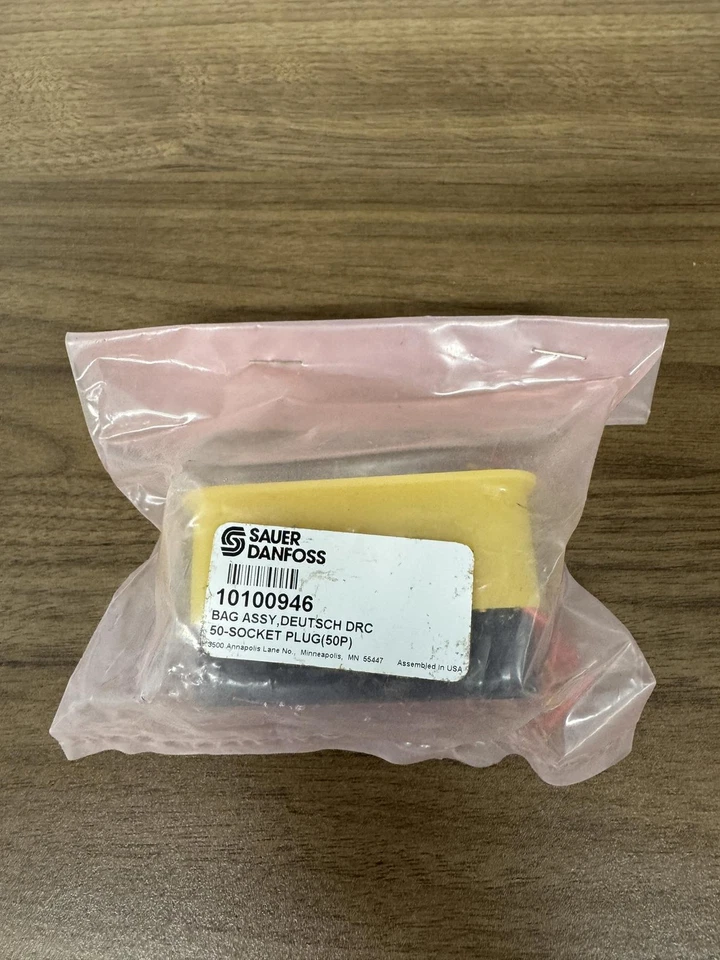 SAUER
DANFOSS
10100946
BAG ASSY,DEUTSCH DRC
50-SOCKET PLUG(50P)
3500 Annapolis Lane No., Minneapolis, MN 55447 Assembled in USA